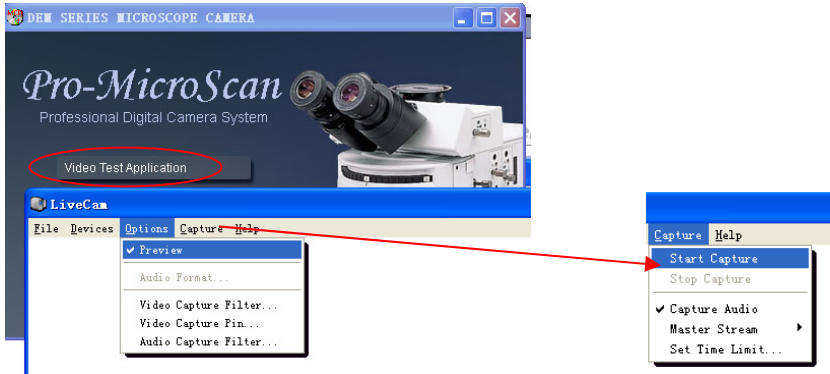 DEM SERIES MICROSCOPE CAMERA
Pro-MicroScan
Professional Digital Camera System
Video Test Application
LiveCam
File Devices Options Capture Help
Preview
Audio Format...
Video Capture Filter...
Video Capture Pin...
Audio Capture Filter...
Capture Help
Start Capture
Stop Capture
Capture Audio
Master Stream
Set Time Limit...